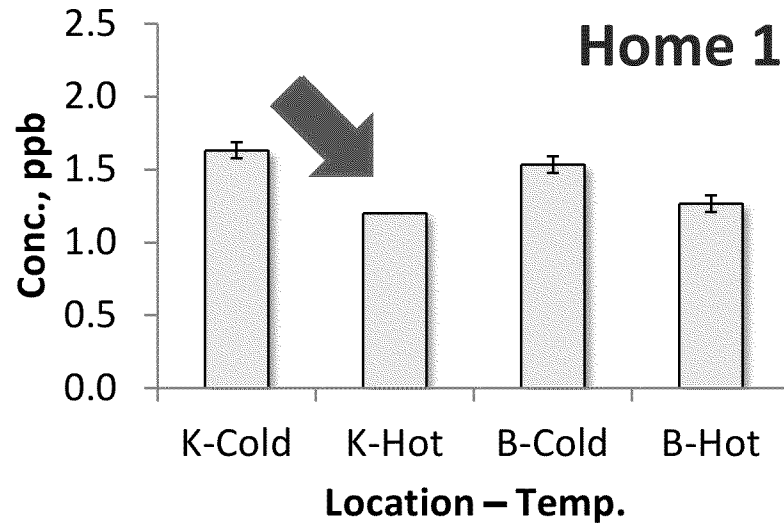 Home 1
Conc., ppb
2.5
2.0
1.5
1.0
0.5
0.0
K-Cold K-Hot B-Cold B-Hot
Location – Temp.